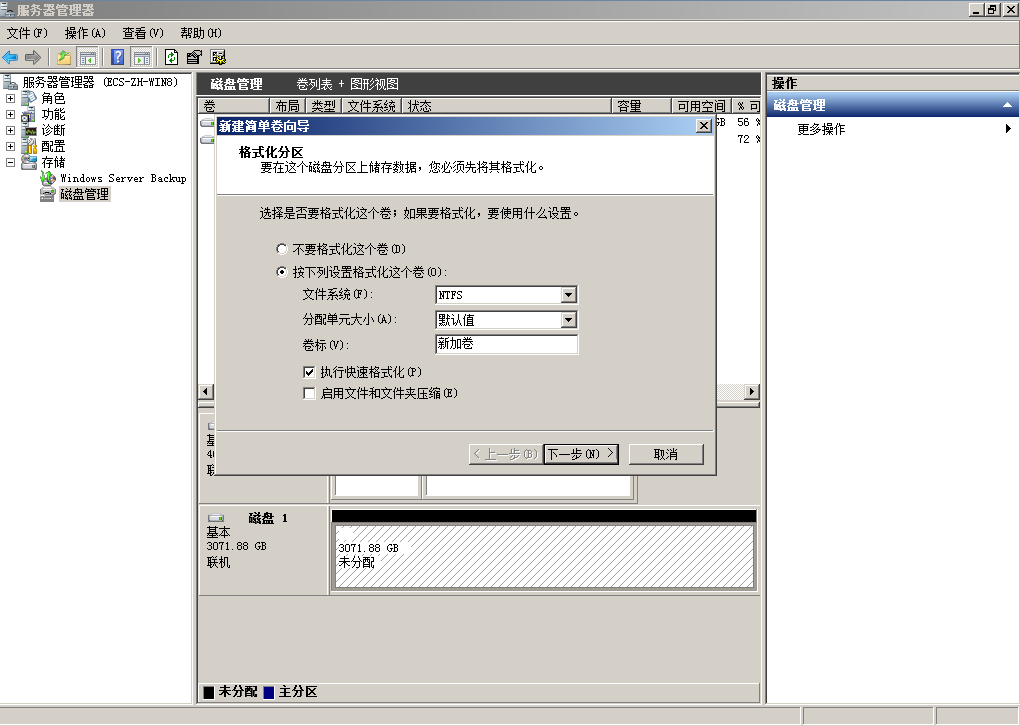 服务器管理器
文件(F) 操作(A) 查看(V) 帮助(H)
服务器管理器 (ECS-ZH-WIN8)
角色
功能
诊断
配置
存储
Windows Server Backup
磁盘管理
磁盘管理 卷列表 + 图形视图
卷 布局 类型 文件系统 状态 容量 可用空间 % 可
GB 56 %
72 %
新建简单卷向导
格式化分区
要在这个磁盘分区上储存数据，您必须先将其格式化。
选择是否要格式化这个卷；如果要格式化，要使用什么设置。
不要格式化这个卷(D)
按下列设置格式化这个卷(O):
文件系统(F): NTFS
分配单元大小(A): 默认值
卷标(V): 新加卷
执行快速格式化(P)
启用文件和文件夹压缩(E)
< 上一步(B) 下一步(N) > 取消
磁盘 1
基本
3071.88 GB
联机
3071.88 GB
未分配
未分配 主分区
操作
磁盘管理
更多操作